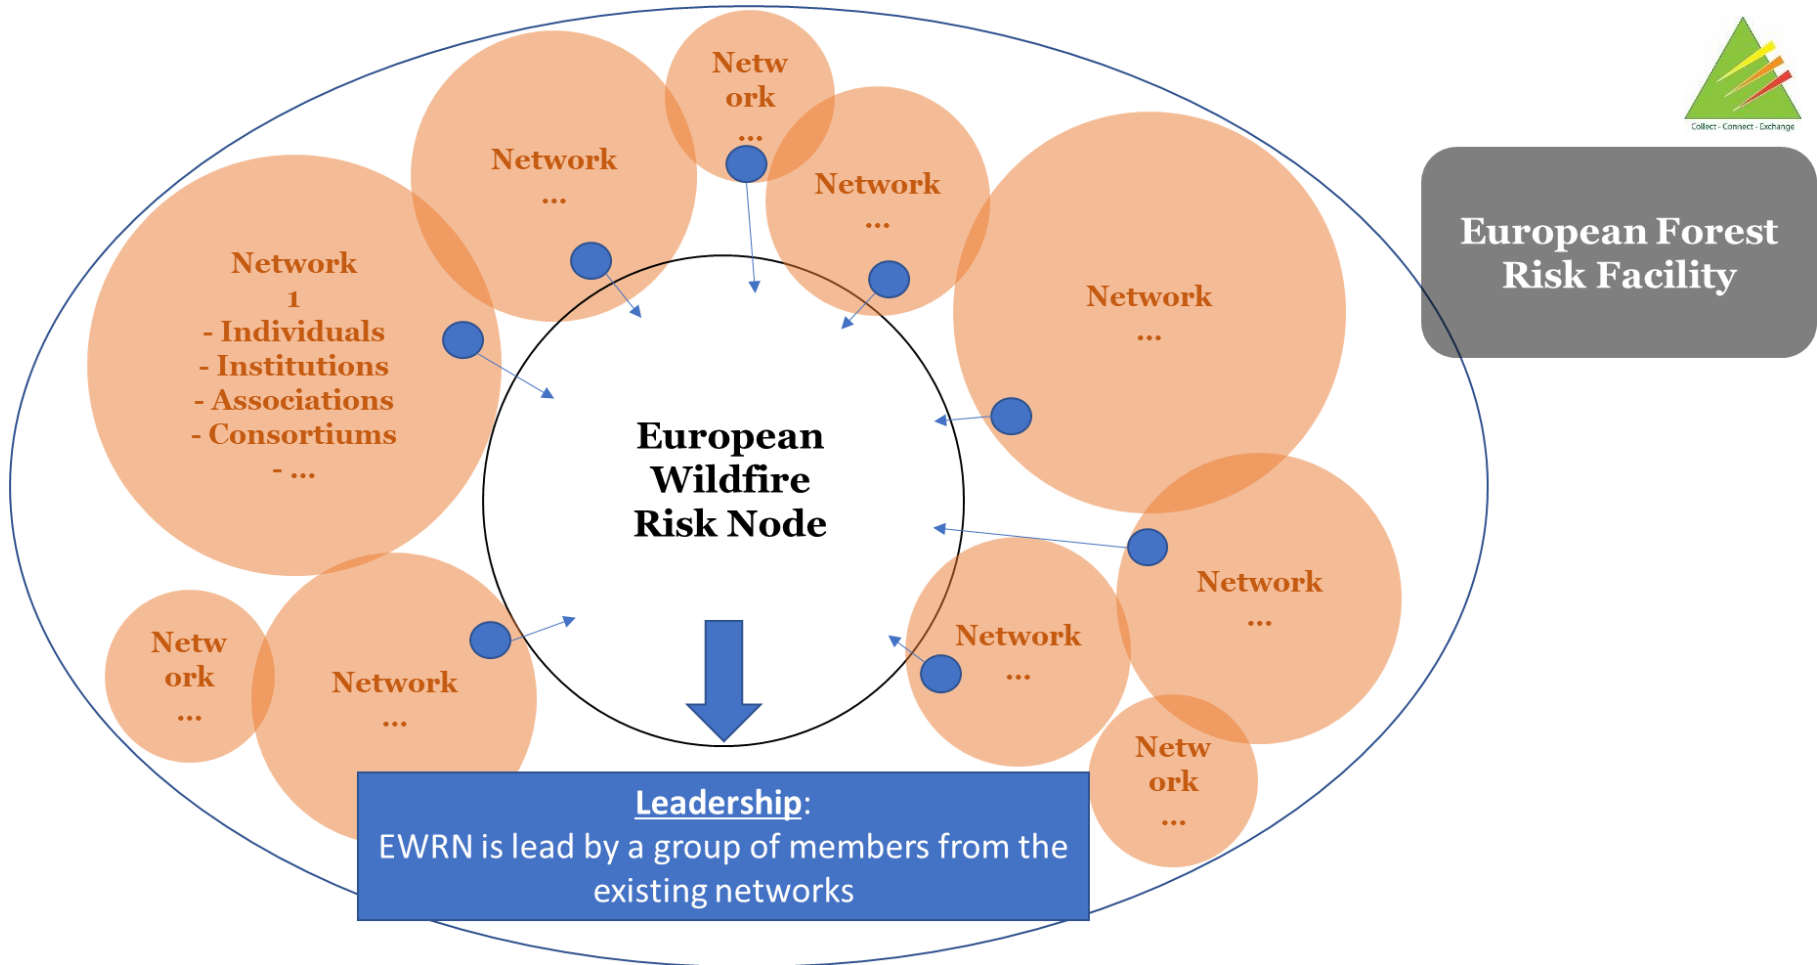 Netw
ork
...
Network
...
Network
...
Network
1
- Individuals
- Institutions
- Associations
- Consortiums
- ...
Network
...
Collect - Connect - Exchange
European Forest
Risk Facility
European
Wildfire
Risk Node
Network
...
Network
...
Netw
ork
...
Network
...
Netw
ork
...
Leadership:
EWRN is lead by a group of members from the
existing networks